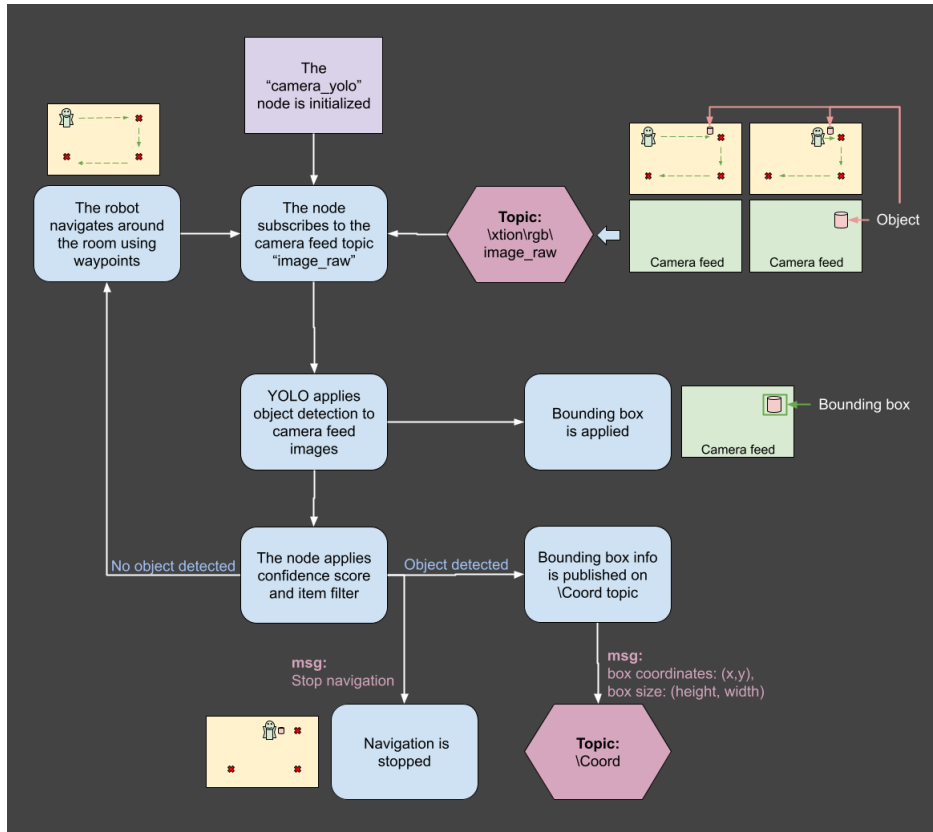 The
“camera_yolo”
node is initialized
The robot
navigates around
the room using
waypoints
The node
subscribes to the
camera feed topic
“image_raw”
Topic:
\xtion\rgb\
image_raw
Camera feed
Camera feed
Object
YOLO applies
object detection to
camera feed
images
Bounding box
is applied
Camera feed
Bounding box
No object detected
The node applies
confidence score
and item filter
Object detected
Bounding box info
is published on
\Coord topic
msg:
Stop navigation
msg:
box coordinates: (x,y),
box size: (height, width)
Navigation is
stopped
Topic:
\Coord